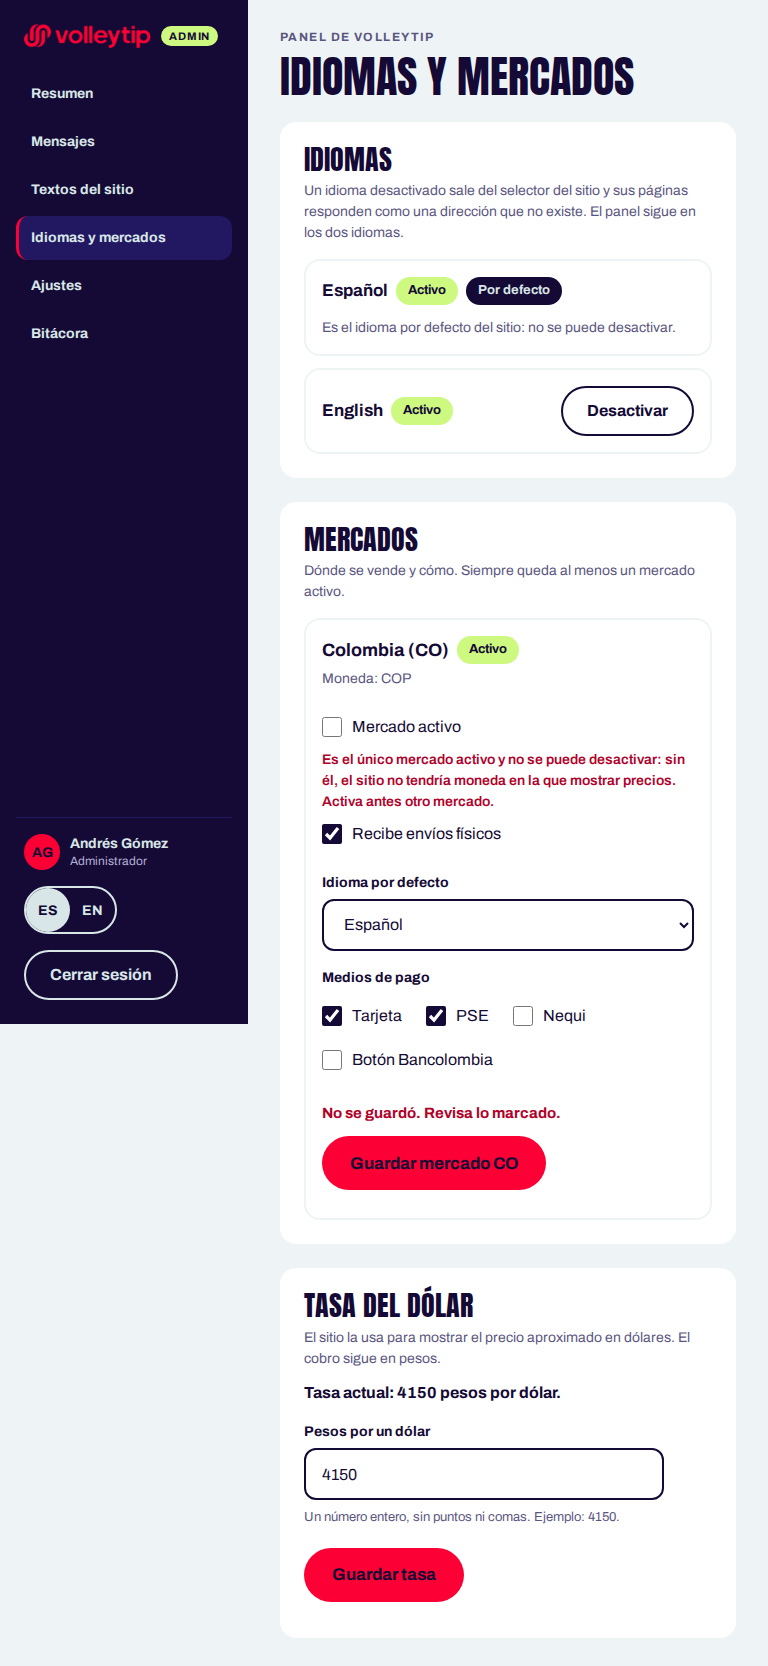 volleytip ADMIN
Resumen
Mensajes
Textos del sitio
Idiomas y mercados
Ajustes
Bitácora
AG
Andrés Gómez
Administrador
ES EN
Cerrar sesión
PANEL DE VOLLEYTIP
IDIOMAS Y MERCADOS
IDIOMAS
Un idioma desactivado sale del selector del sitio y sus páginas
responden como una dirección que no existe. El panel sigue en
los dos idiomas.
Español Activo Por defecto
Es el idioma por defecto del sitio: no se puede desactivar.
English Activo Desactivar
MERCADOS
Dónde se vende y cómo. Siempre queda al menos un mercado
activo.
Colombia (CO) Activo
Moneda: COP
Mercado activo
Es el único mercado activo y no se puede desactivar: sin
él, el sitio no tendría moneda en la que mostrar precios.
Activa antes otro mercado.
Recibe envíos físicos
Idioma por defecto
Español
Medios de pago
Tarjeta PSE Nequi
Botón Bancolombia
No se guardó. Revisa lo marcado.
Guardar mercado CO
TASA DEL DÓLAR
El sitio la usa para mostrar el precio aproximado en dólares. El
cobro sigue en pesos.
Tasa actual: 4150 pesos por dólar.
Pesos por un dólar
4150
Un número entero, sin puntos ni comas. Ejemplo: 4150.
Guardar tasa